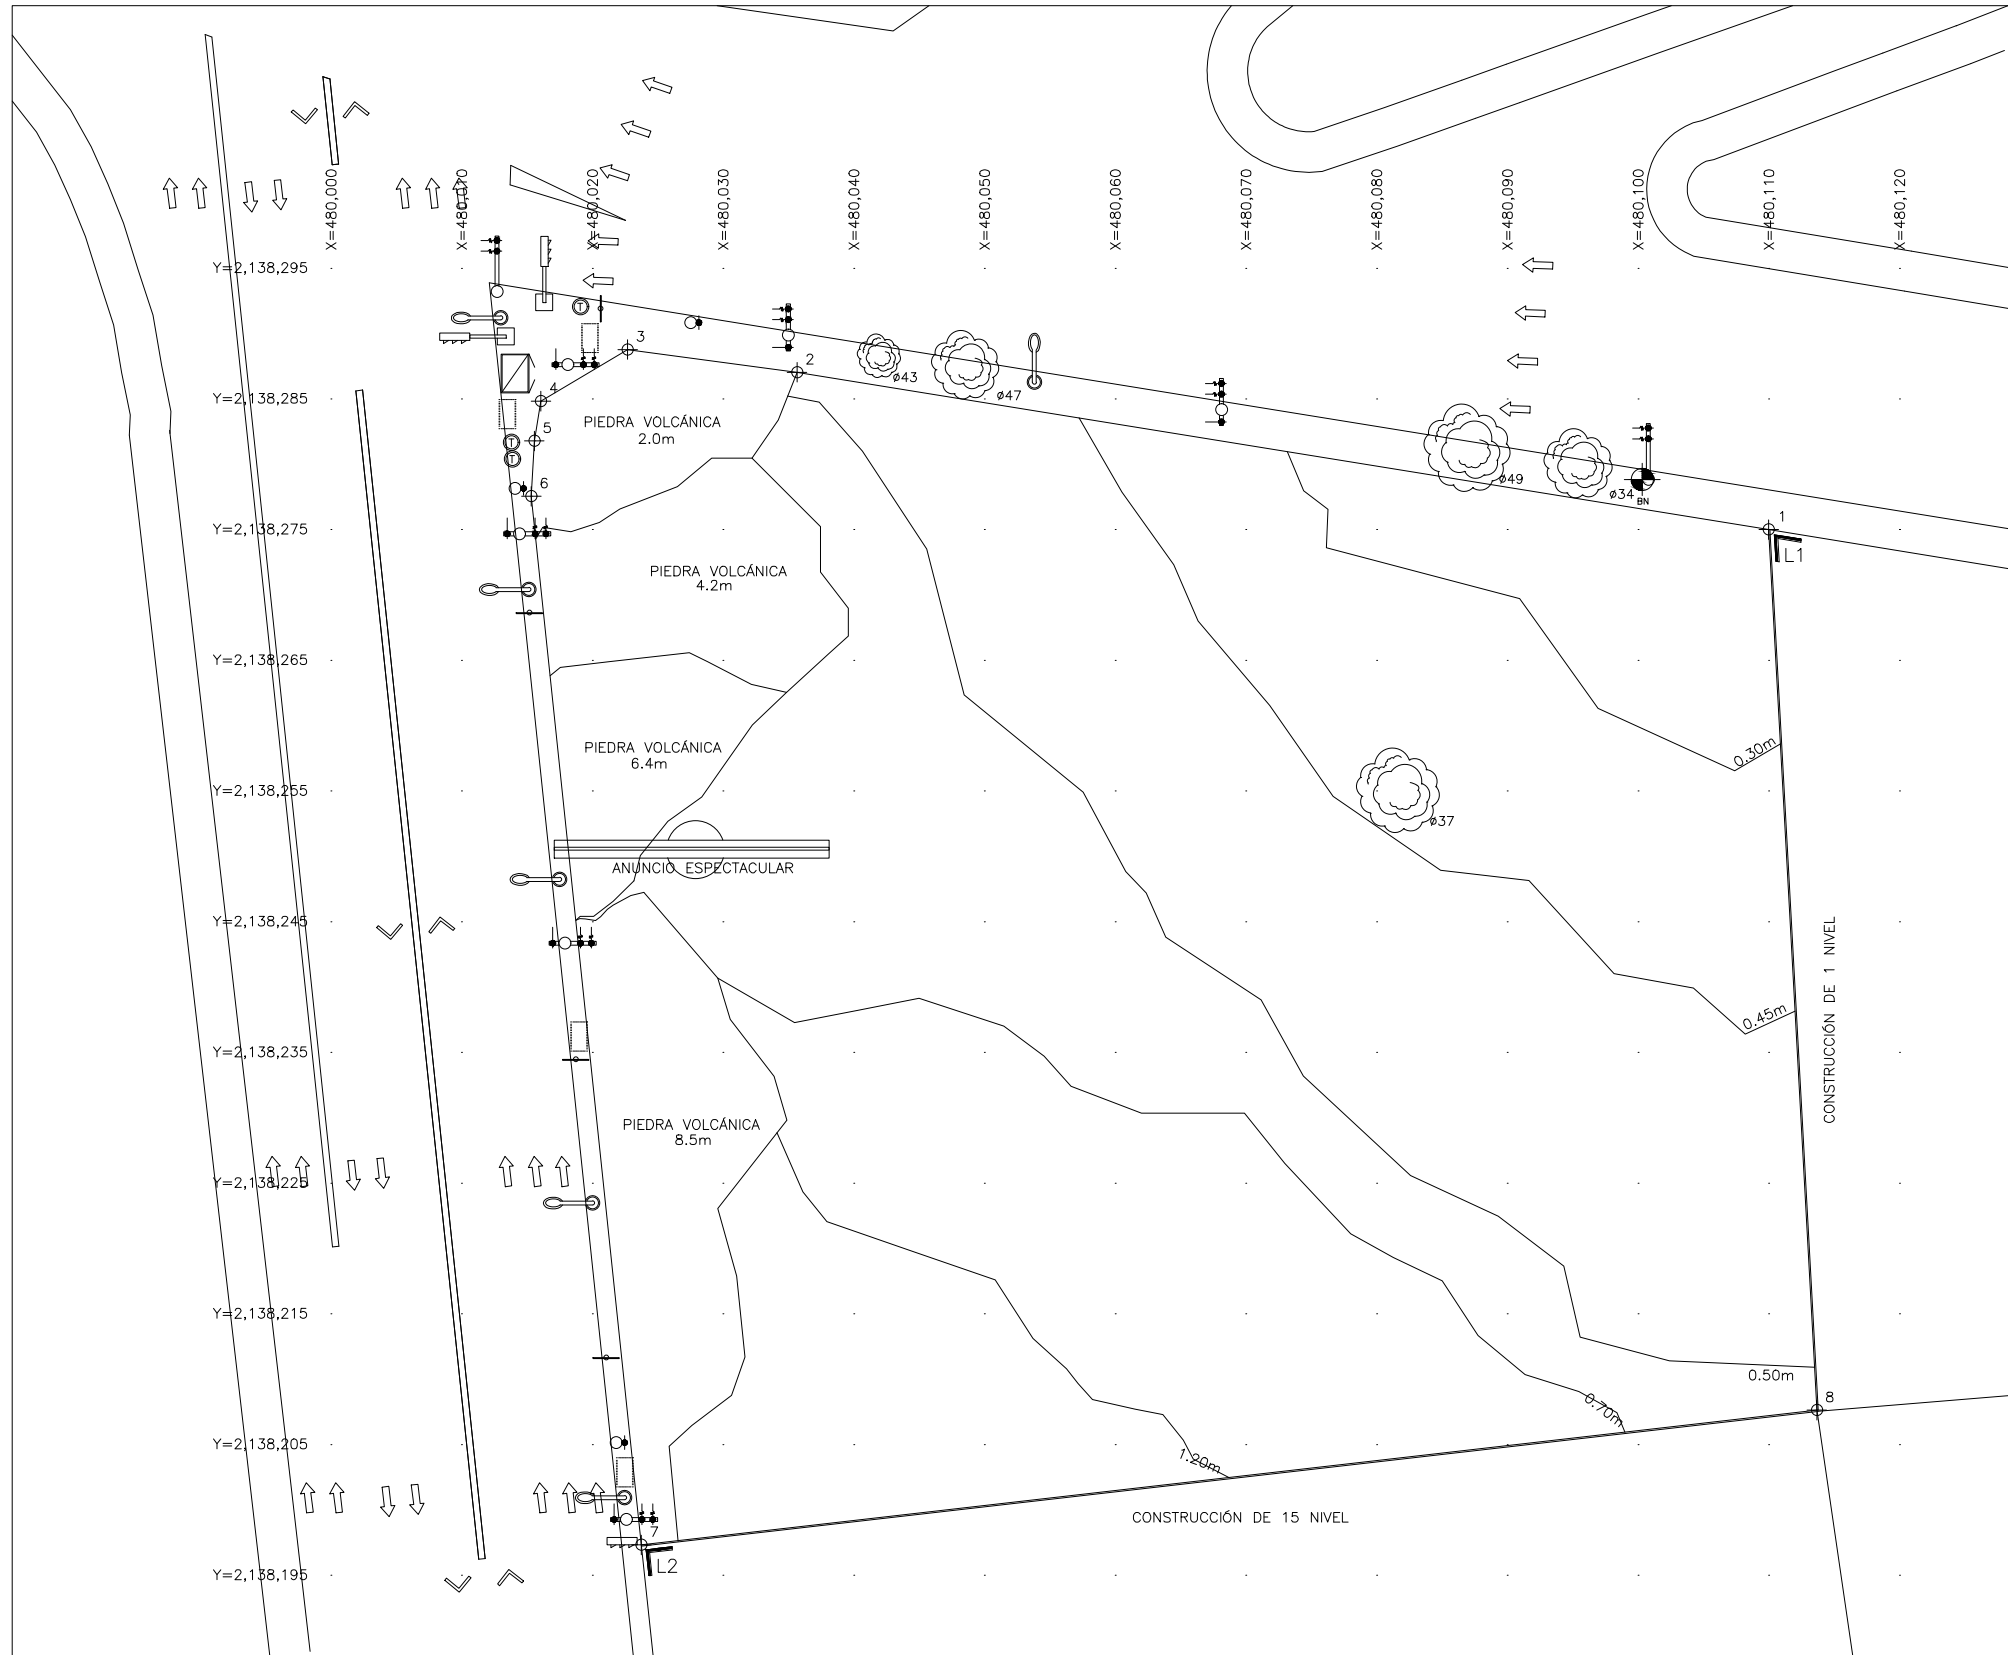 X=480,000
X=480,010
X=480,020
X=480,030
X=480,040
X=480,050
X=480,060
X=480,070
X=480,080
X=480,090
X=480,100
X=480,110
X=480,120
Y=2,138,295
T
3
2
ø43
ø47
Y=2,138,285
4
PIEDRA VOLCÁNICA
2.0m
5
T
T
6
ø49
ø34
BN
Y=2,138,275
1
L1
PIEDRA VOLCÁNICA
4.2m
Y=2,138,265
PIEDRA VOLCÁNICA
6.4m
0.30m
Y=2,138,255
ø37
ANUNCIO ESPECTACULAR
Y=2,138,245
CONSTRUCCIÓN DE 1 NIVEL
0.45m
Y=2,138,235
PIEDRA VOLCÁNICA
8.5m
Y=2,138,225
Y=2,138,215
0.50m
8
0.70m
Y=2,138,205
1.20m
CONSTRUCCIÓN DE 15 NIVEL
7
L2
Y=2,138,195